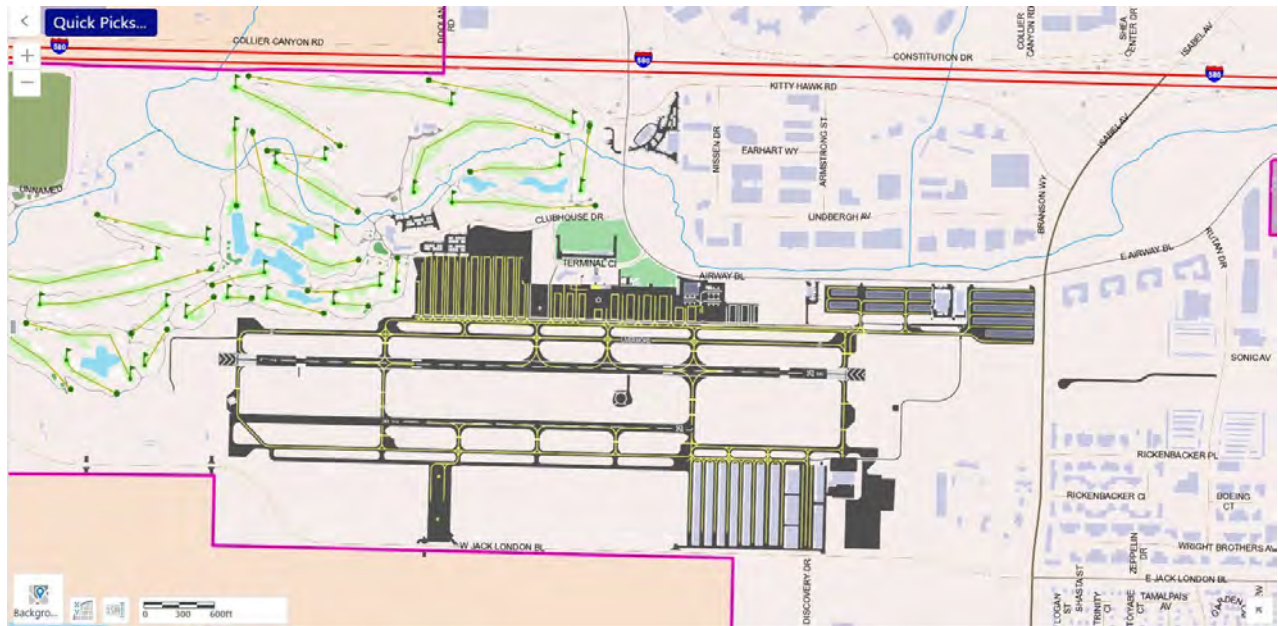 Quick Picks...
COLLIER CANYON RD
DOOLAN
RD
580
580
580
CONSTITUTION DR
COLLIER
CANYON RD
SHEA
CENTER DR
ISABEL AV
KITTY HAWK RD
NISSEN DR
EARHART WY
ARMSTRONG ST
ISABEL AV
UNNAMED
BRANSON WY
CLUBHOUSE DR
LINDBERGH AV
TERMINAL CI
AIRWAY BL
E AIRWAY BL
RUTAN DR
SONIC AV
RICKENBACKER PL
RICKENBACKER CI
BOEING
CT
W JACK LONDON BL
WRIGHT BROTHERS AV
ZEPPELIN
DR
DISCOVERY DR
E JACK LONDON BL
LOGAN
ST
SHASTA ST
TRINITY
CI
TOIYABE
CT
TAMALPAIS
AV
Backgro...
0 300 600ft